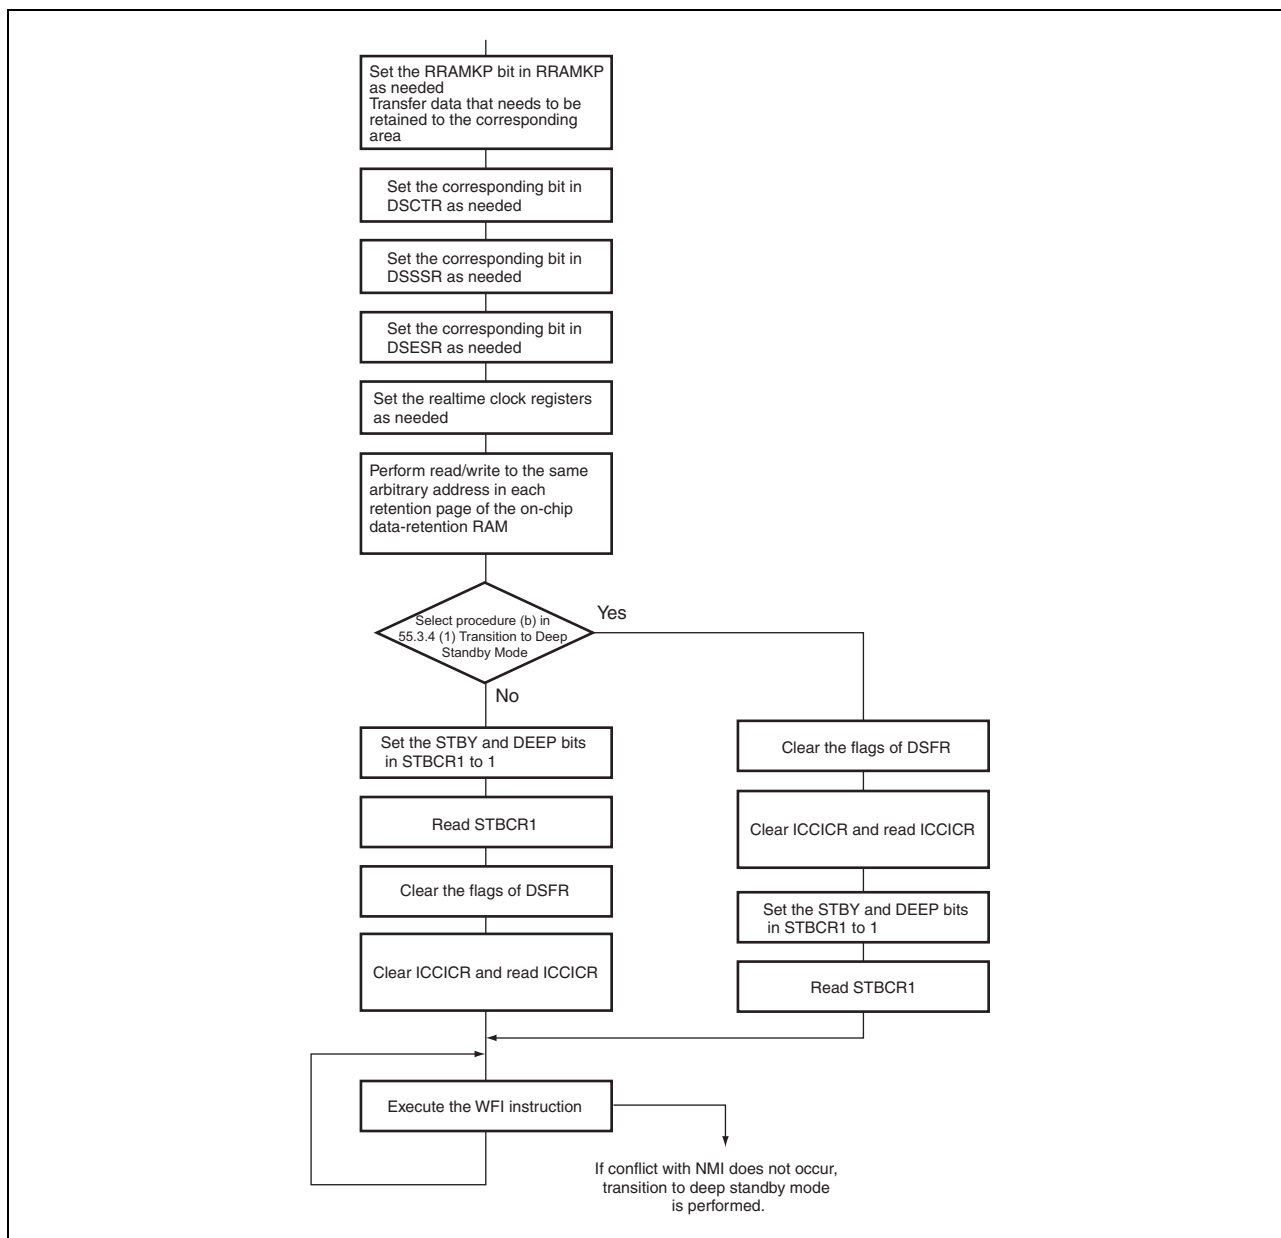 Set the RRAMKP bit in RRAMKP
as needed
Transfer data that needs to be
retained to the corresponding
area
Set the corresponding bit in
DSCTR as needed
Set the corresponding bit in
DSSSR as needed
Set the corresponding bit in
DSESR as needed
Set the realtime clock registers
as needed
Perform read/write to the same
arbitrary address in each
retention page of the on-chip
data-retention RAM
Select procedure (b) in
55.3.4 (1) Transition to Deep
Standby Mode
Yes
No
Set the STBY and DEEP bits
in STBCR1 to 1
Read STBCR1
Clear the flags of DSFR
Clear ICCICR and read ICCICR
Clear the flags of DSFR
Clear ICCICR and read ICCICR
Set the STBY and DEEP bits
in STBCR1 to 1
Read STBCR1
Execute the WFI instruction
If conflict with NMI does not occur,
transition to deep standby mode
is performed.